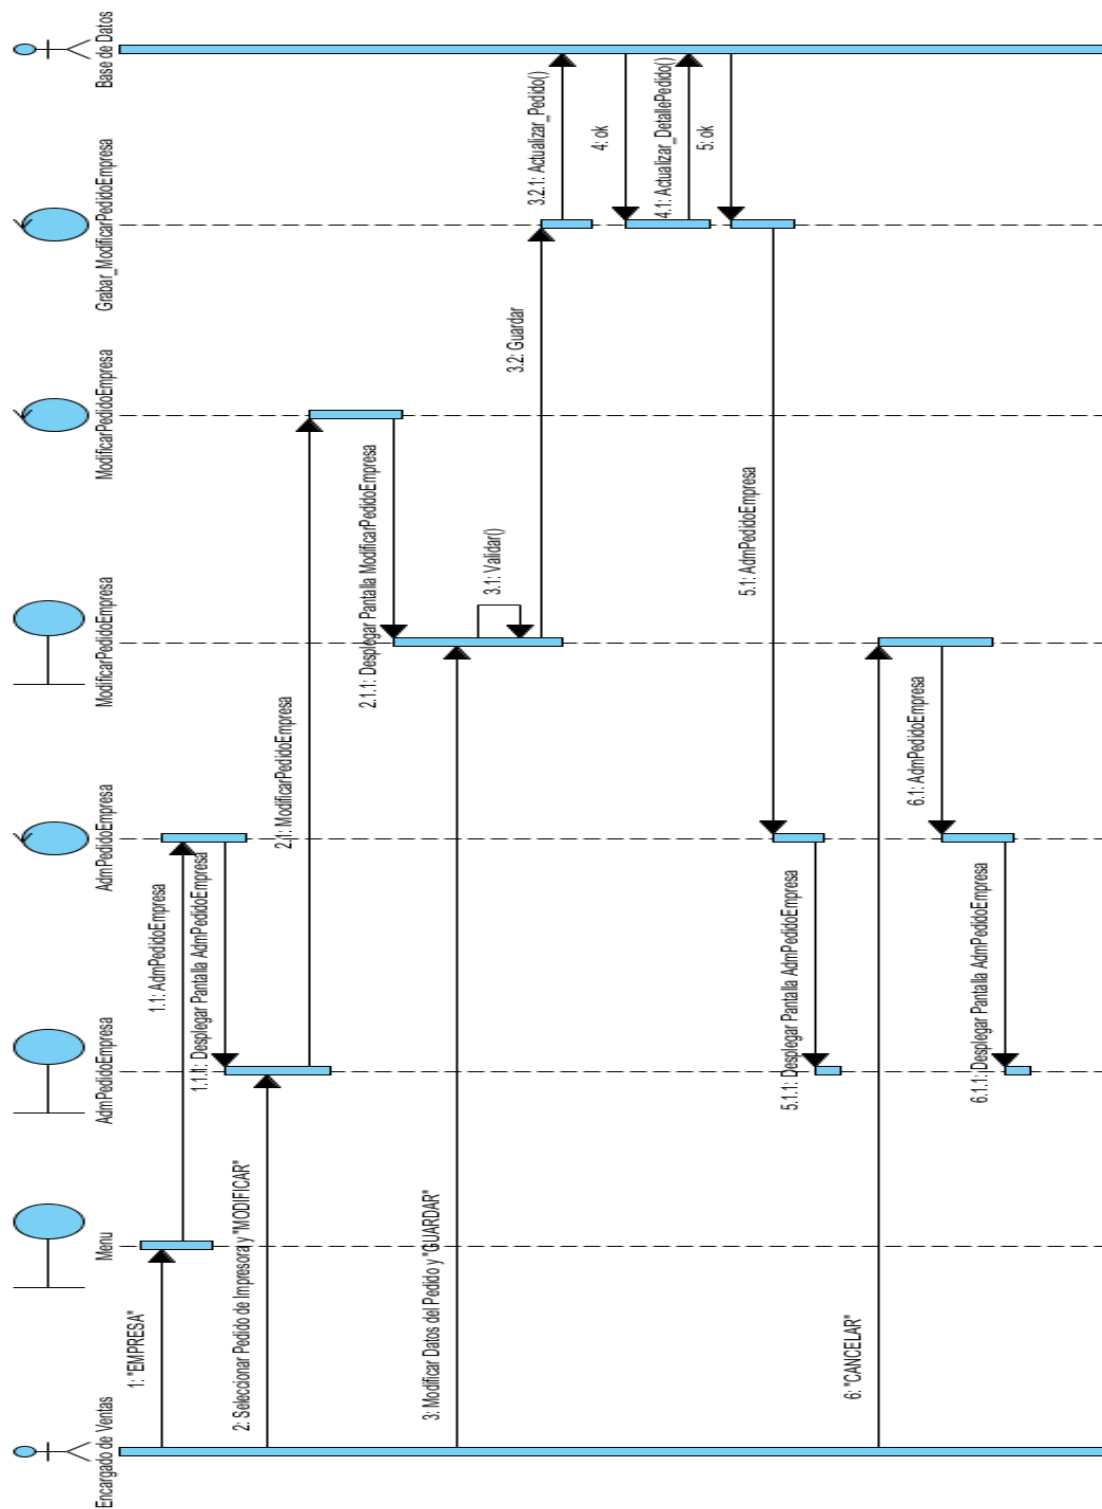 Encargado de Ventas
Menu
AdmPedidoEmpresa
AdmPedidoEmpresa
ModificarPedidoEmpresa
ModificarPedidoEmpresa
Grabar_ModificarPedidoEmpresa
Base de Datos
1: "EMPRESA"
1.1: AdmPedidoEmpresa
1.1.1: Desplegar Pantalla AdmPedidoEmpresa
2: Seleccionar Pedido de Impresora y "MODIFICAR"
2.1: ModificarPedidoEmpresa
2.1.1: Desplegar Pantalla ModificarPedidoEmpresa
3: Modificar Datos del Pedido y "GUARDAR"
3.1: Validar()
3.2: Guardar
3.2.1: Actualizar_Pedido()
4: ok
4.1: Actualizar_DetallePedido()
5: ok
5.1: AdmPedidoEmpresa
5.1.1: Desplegar Pantalla AdmPedidoEmpresa
6: "CANCELAR"
6.1: AdmPedidoEmpresa
6.1.1: Desplegar Pantalla AdmPedidoEmpresa